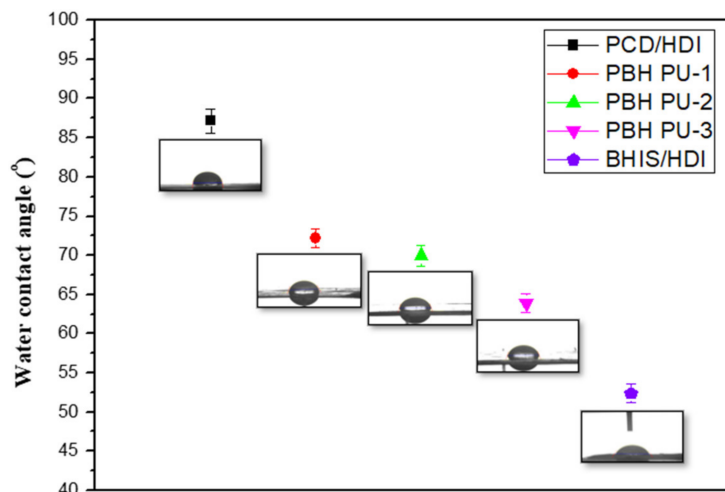 100
95
90
85
80
75
70
65
60
55
50
45
40
Water contact angle (°)
PCD/HDI
PBH PU-1
PBH PU-2
PBH PU-3
BHIS/HDI